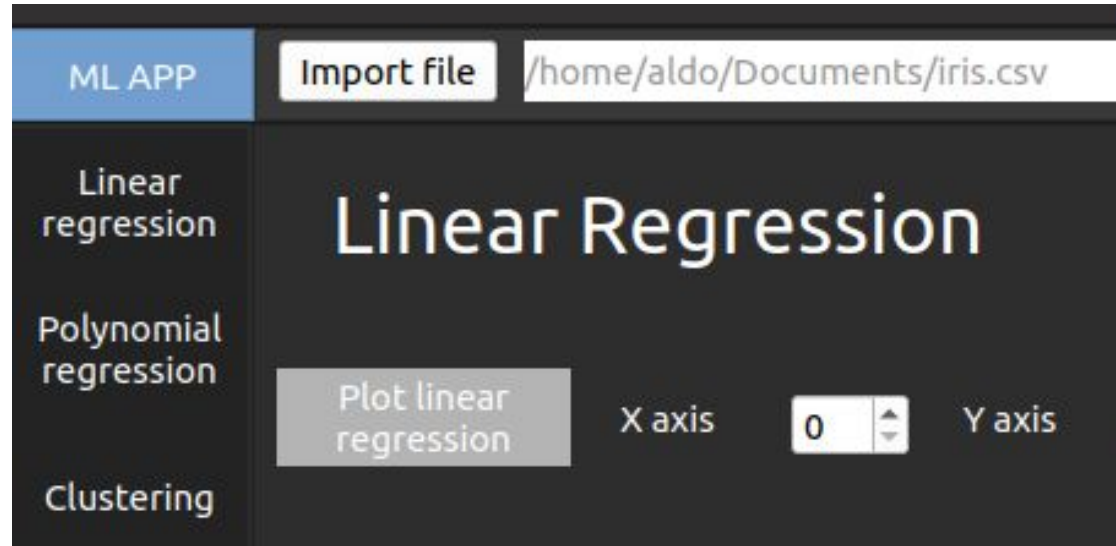 ML APP
Import file
/home/aldo/Documents/iris.csv
Linear
regression
Polynomial
regression
Clustering
Linear Regression
Plot linear
regression
X axis
0
Y axis